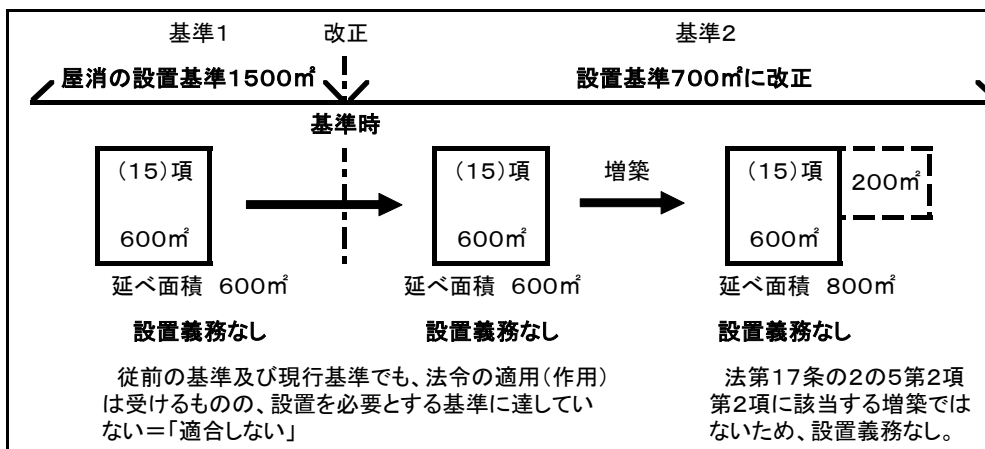 基準1 改正 基準2
屋消の設置基準1500㎡ 設置基準700㎡に改正
基準時
(15)項 (15)項 増築 (15)項 200㎡
600㎡ 600㎡ 600㎡
延べ面積 600㎡ 延べ面積 600㎡ 延べ面積 800㎡
設置義務なし 設置義務なし 設置義務なし
従前の基準及び現行基準でも、法令の適用(作用)
は受けるものの、設置を必要とする基準に達してい
ない=「適合しない」
法第17条の2の5第2項
第2項に該当する増築では
ないため、設置義務なし。